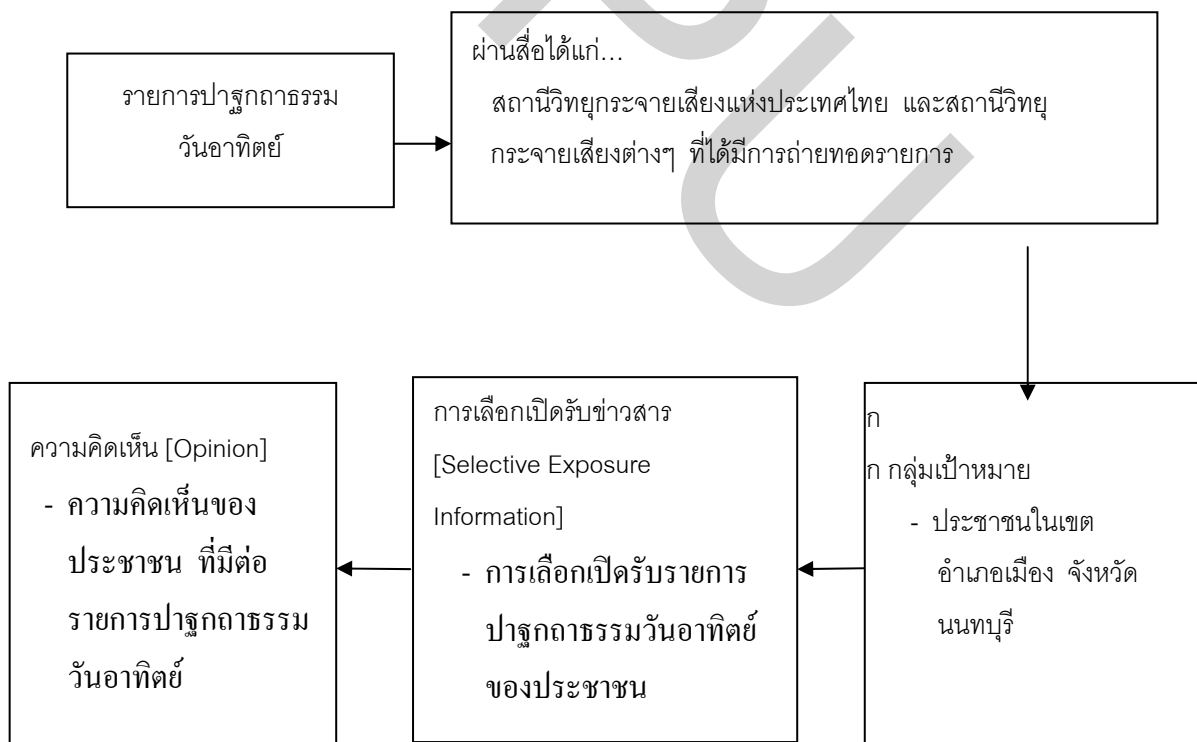 รายการปาฐกถาธรรม
วันอาทิตย์
ผ่านสื่อได้แก่...
สถานีวิทยุกระจายเสียงแห่งประเทศไทย และสถานีวิทยุ
กระจายเสียงต่างๆ ที่ได้มีการถ่ายทอดรายการ
ก
ก กลุ่มเป้าหมาย
- ประชาชนในเขต
อำเภอเมือง จังหวัด
นนทบุรี
การเลือกเปิดรับข่าวสาร
[Selective Exposure
Information]
- การเลือกเปิดรับรายการ
ปาฐกถาธรรมวันอาทิตย์
ของประชาชน
ความคิดเห็น [Opinion]
- ความคิดเห็นของ
ประชาชน ที่มีต่อ
รายการปาฐกถาธรรม
วันอาทิตย์